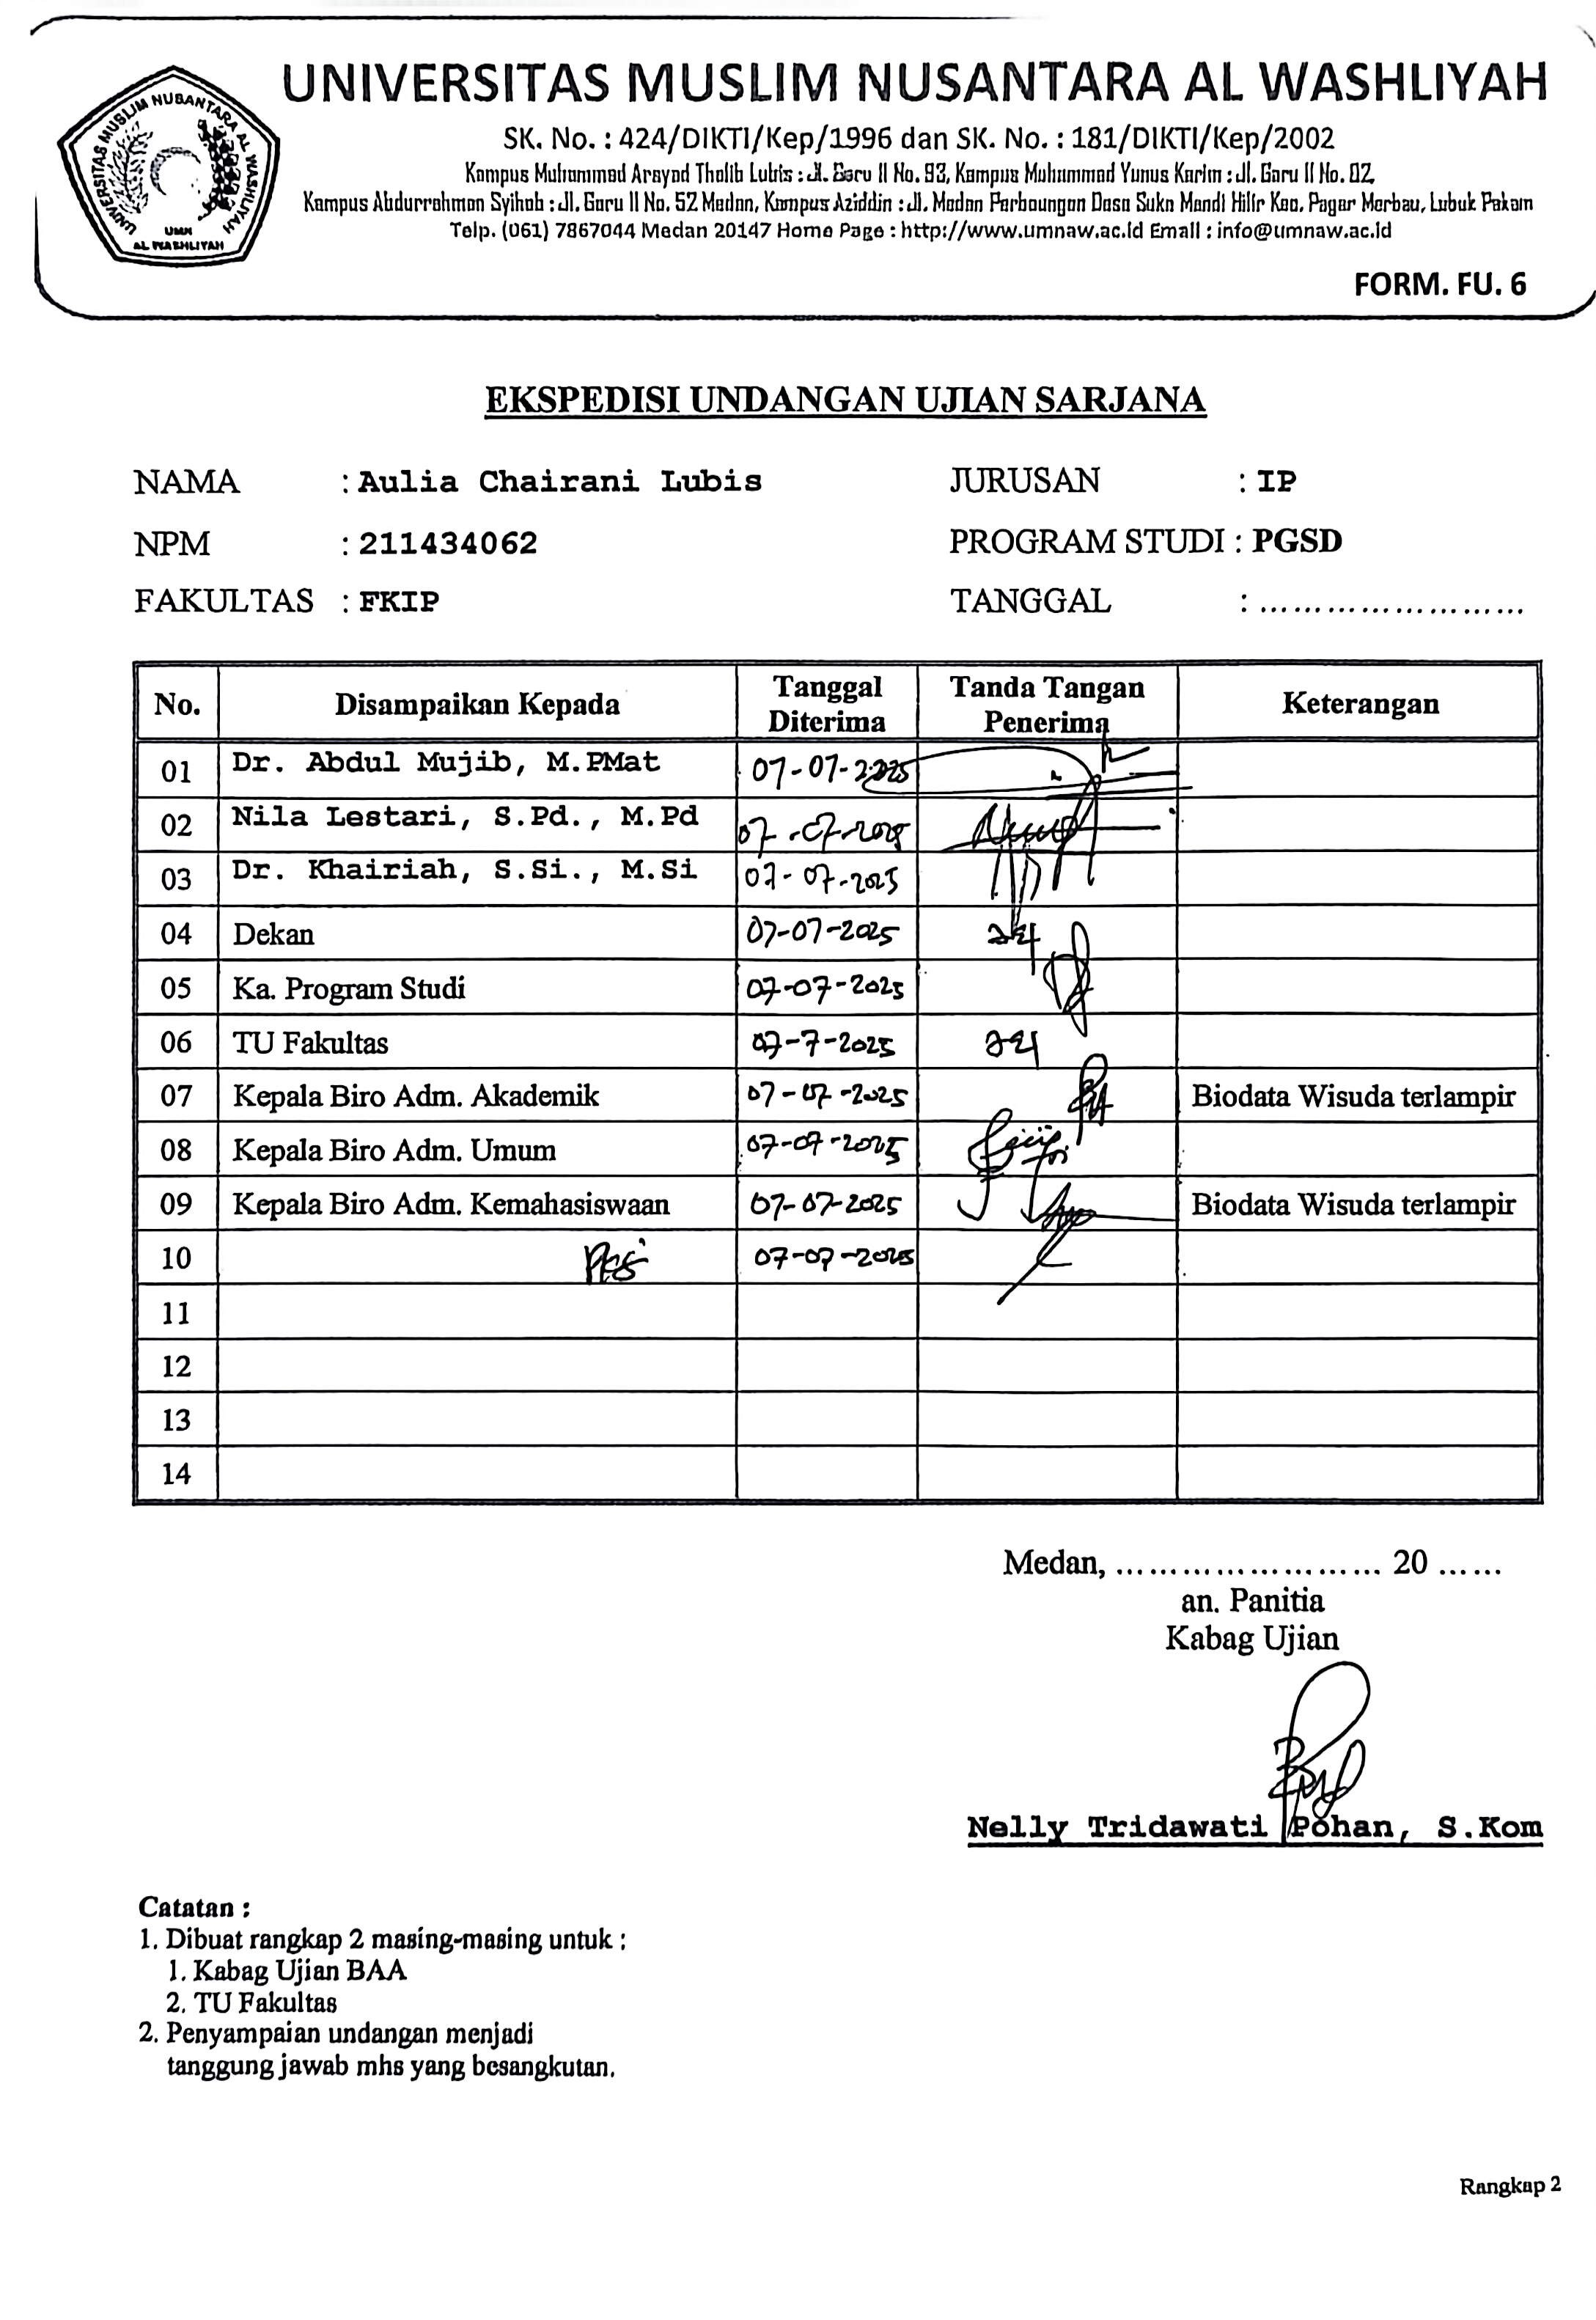 UNIVERSITAS MUSLIM NUSANTARA AL WASHLIYAH
UNIVERSITAS MUSLIM NUSANTARA AL WASHLIYAH
UMN
AL WASHLIYAH
SK. No. : 424/DIKTI/Kep/1996 dan SK. No. : 181/DIKTI/Kep/2002
Kampus Muhammad Arsyad Thalib Lubis : Jl. Garu II No. 93, Kampus Muhammad Yunus Karim : Jl. Garu II No. 02,
Kampus Abdurrahman Syihab : Jl. Garu II No. 52 Medan, Kampus Aziddin : Jl. Medan Perbaungan Desa Suka Mandi Hilir Kec. Pagar Merbau, Lubuk Pakam
Telp. (061) 7867044 Medan 20147 Home Page : http://www.umnaw.ac.id Email : info@umnaw.ac.id
FORM. FU. 6
EKSPEDISI UNDANGAN UJIAN SARJANA
NAMA : Aulia Chairani Lubis JURUSAN : IP
NPM : 211434062 PROGRAM STUDI : PGSD
FAKULTAS : FKIP TANGGAL : ........................
No. Disampaikan Kepada Tanggal Diterima Tanda Tangan Penerima Keterangan
01 Dr. Abdul Mujib, M.PMat 07-07-2025
02 Nila Lestari, S.Pd., M.Pd 07-07-2025
03 Dr. Khairiah, S.Si., M.Si 07-07-2025
04 Dekan 07-07-2025
05 Ka. Program Studi 07-07-2025
06 TU Fakultas 07-7-2025
07 Kepala Biro Adm. Akademik 07-07-2025 Biodata Wisuda terlampir
08 Kepala Biro Adm. Umum 07-07-2025
09 Kepala Biro Adm. Kemahasiswaan 07-07-2025 Biodata Wisuda terlampir
10 07-07-2025
11
12
13
14
Medan, ........................ 20 ......
an. Panitia
Kabag Ujian
Nelly Tridawati Pohan, S.Kom
Catatan :
1. Dibuat rangkap 2 masing-masing untuk :
1. Kabag Ujian BAA
2. TU Fakultas
2. Penyampaian undangan menjadi
tanggung jawab mhs yang besangkutan.
Rangkap 2